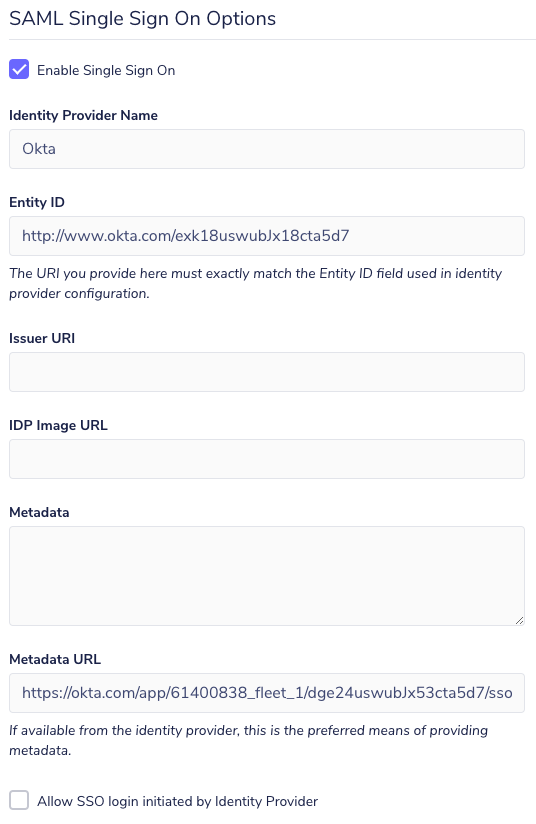 SAML Single Sign On Options
Enable Single Sign On
Identity Provider Name
Okta
Entity ID
http://www.okta.com/exk18uswubJx18cta5d7
The URI you provide here must exactly match the Entity ID field used in identity
provider configuration.
Issuer URI
IDP Image URL
Metadata
Metadata URL
https://okta.com/app/61400838_fleet_1/dge24uswubJx53cta5d7/sso
If available from the identity provider, this is the preferred means of providing
metadata.
Allow SSO login initiated by Identity Provider